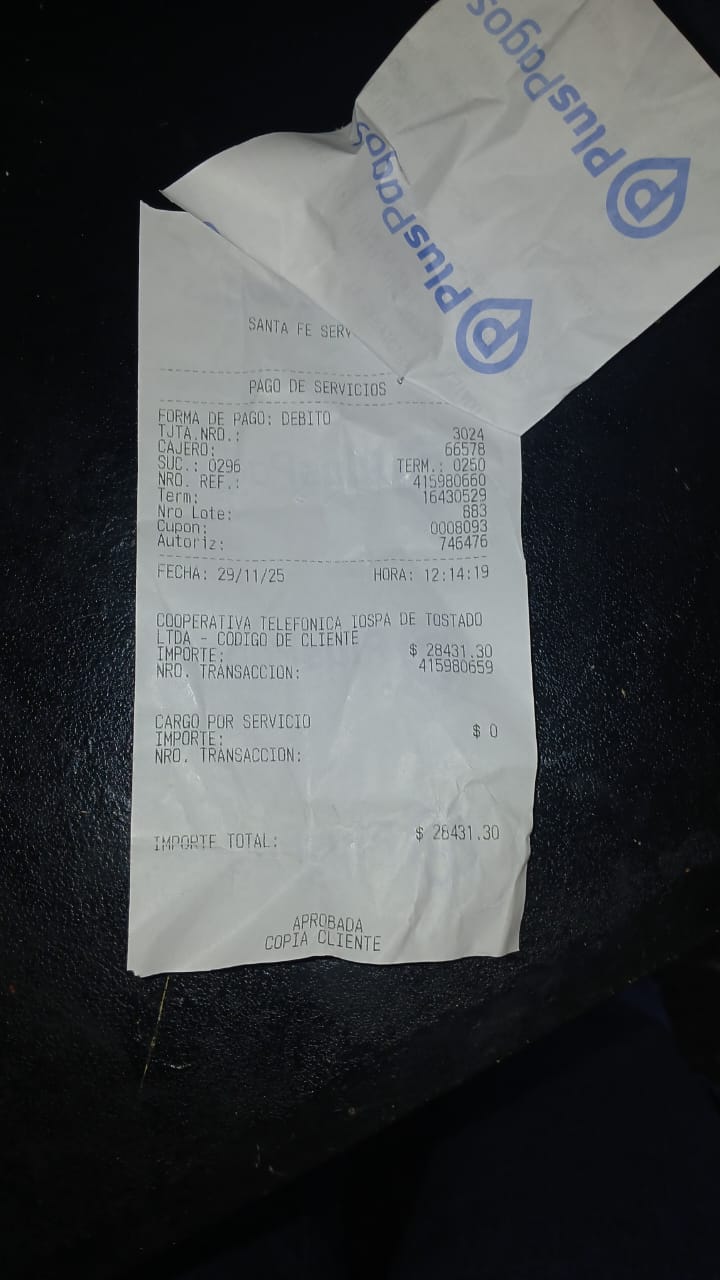 PlusPagos
PlusPagos
SANTA FE SERV
PAGO DE SERVICIOS
FORMA DE PAGO: DEBITO
TJTA.NRO.: 3024
CAJERO: 66578
SUC.: 0296 TERM.: 0250
NRO. REF.: 415980660
Term: 16430529
Nro Lote: 883
Cupon: 0008093
Autoriz: 746476
FECHA: 29/11/25 HORA: 12:14:19
COOPERATIVA TELEFONICA IOSPA DE TOSTADO
LTDA - CODIGO DE CLIENTE
IMPORTE: $ 28431.30
NRO. TRANSACCION: 415980659
CARGO POR SERVICIO
IMPORTE: $ 0
NRO. TRANSACCION:
IMPORTE TOTAL: $ 28431.30
APROBADA
COPIA CLIENTE